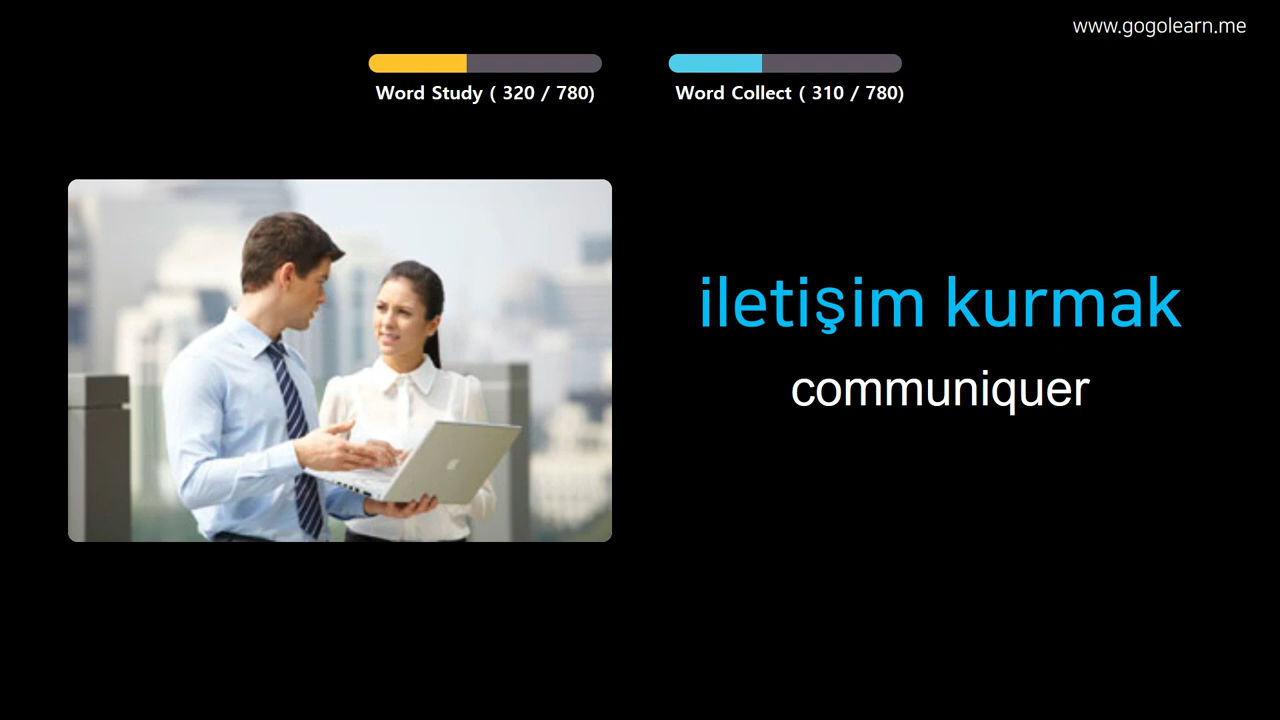 www.gogolearn.me
Word Study ( 320 / 780)
Word Collect ( 310 / 780)
iletişim kurmak
communiquer